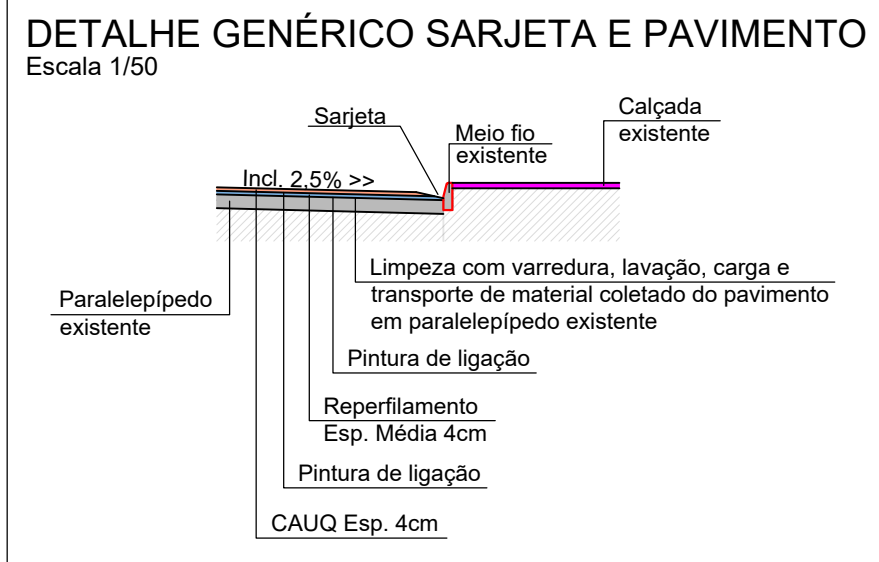 DETALHE GENÉRICO SARJETA E PAVIMENTO
Escala 1/50
Sarjeta
Meio fio
existente
Calçada
existente
Incl. 2,5% >>
Limpeza com varredura, lavação, carga e
transporte de material coletado do pavimento
em paralelepípedo existente
Paralelepípedo
existente
Pintura de ligação
Reperfilamento
Esp. Média 4cm
Pintura de ligação
CAUQ Esp. 4cm